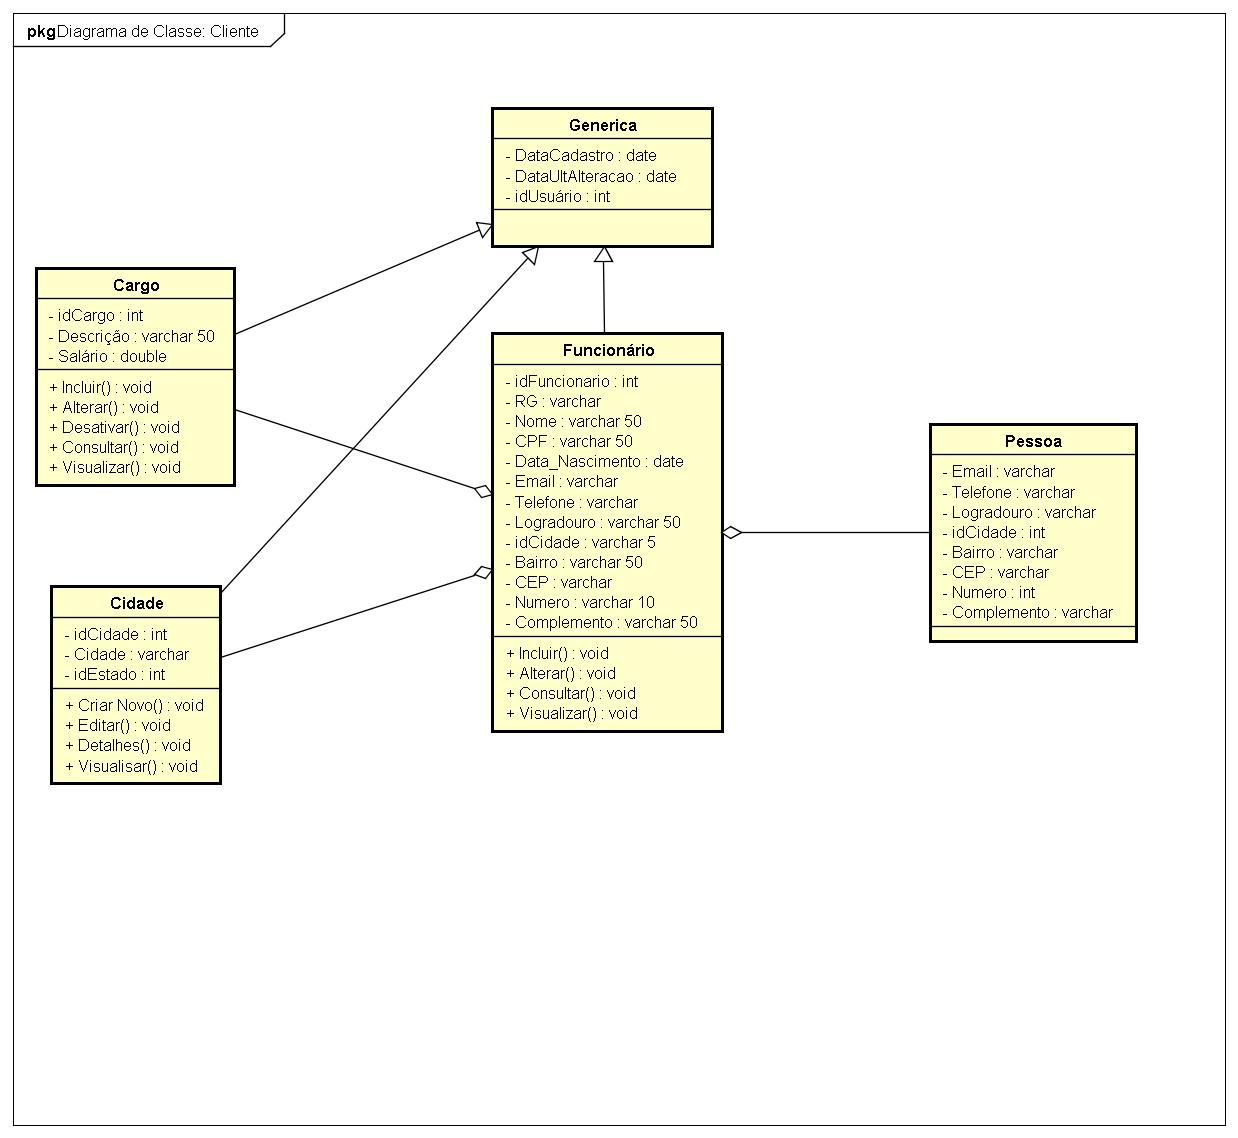 pkg Diagrama de Classe: Cliente
Generica
- DataCadastro : date
- DataUltAlteracao : date
- idUsuário : int
Cargo
- idCargo : int
- Descrição : varchar 50
- Salário : double
+ Incluir() : void
+ Alterar() : void
+ Desativar() : void
+ Consultar() : void
+ Visualizar() : void
Funcionário
- idFuncionario : int
- RG : varchar
- Nome : varchar 50
- CPF : varchar 50
- Data_Nascimento : date
- Email : varchar
- Telefone : varchar
- Logradouro : varchar 50
- idCidade : varchar 5
- Bairro : varchar 50
- CEP : varchar
- Numero : varchar 10
- Complemento : varchar 50
+ Incluir() : void
+ Alterar() : void
+ Consultar() : void
+ Visualizar() : void
Pessoa
- Email : varchar
- Telefone : varchar
- Logradouro : varchar
- idCidade : int
- Bairro : varchar
- CEP : varchar
- Numero : int
- Complemento : varchar
Cidade
- idCidade : int
- Cidade : varchar
- idEstado : int
+ Criar Novo() : void
+ Editar() : void
+ Detalhes() : void
+ Visualisar() : void